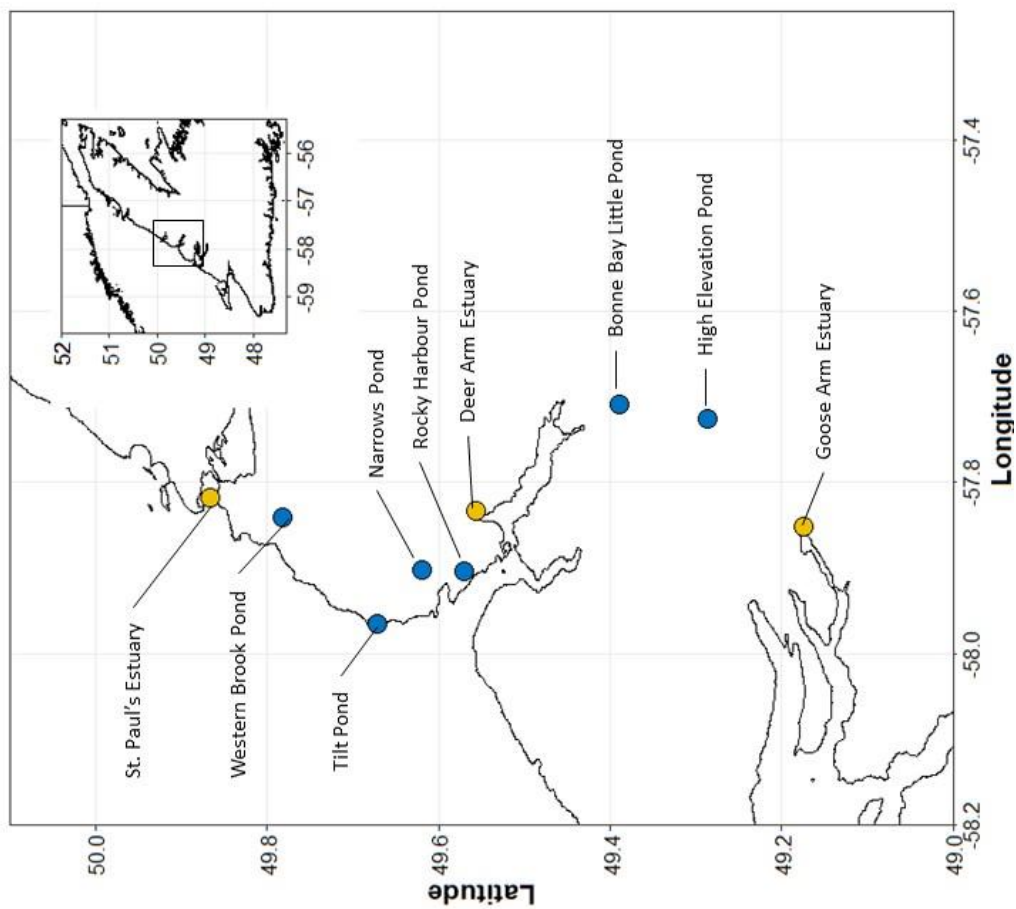 52
51
50
49
48
-59
-58
-57
-56
50.0
49.8
49.6
49.4
49.2
49.0
Latitude
St. Paul's Estuary
Western Brook Pond
Tilt Pond
Narrows Pond
Rocky Harbour Pond
Deer Arm Estuary
Bonne Bay Little Pond
High Elevation Pond
Goose Arm Estuary
-58.2
-58.0
-57.8
-57.6
-57.4
Longitude